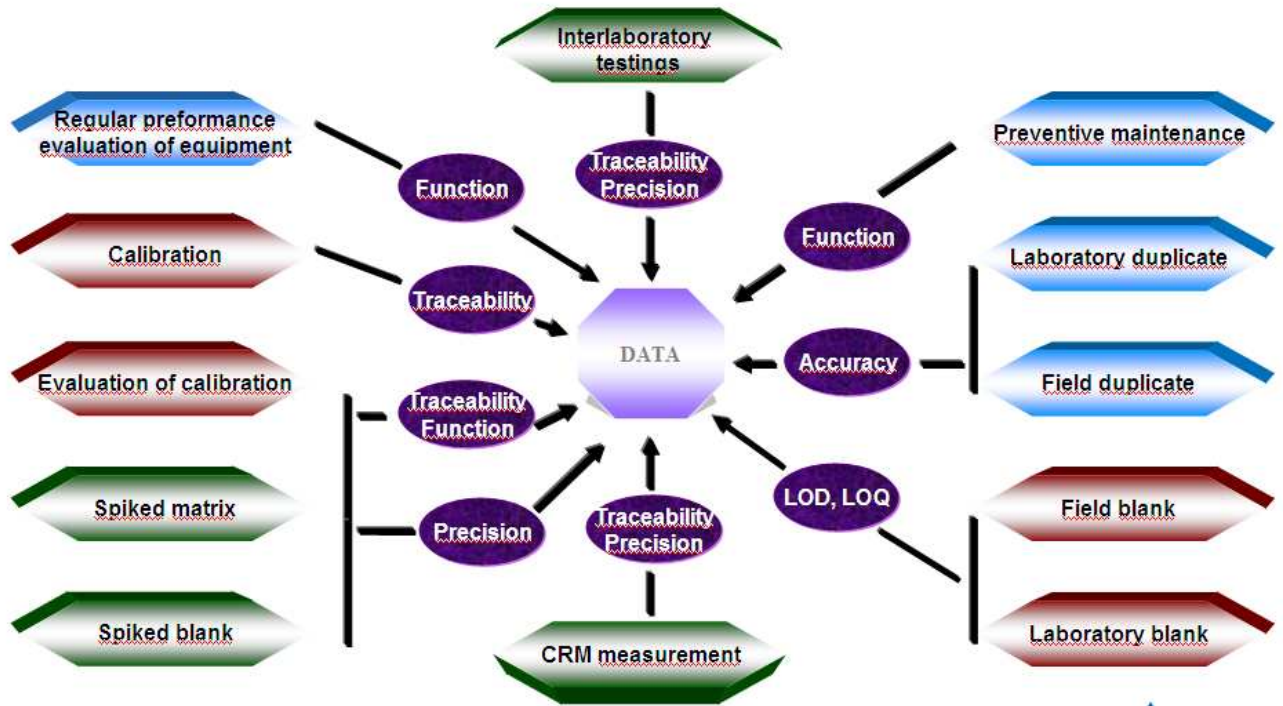 Interlaboratory
testings
Regular preformance
evaluation of equipment
Preventive maintenance
Function
Traceability
Precision
Function
Calibration
Laboratory duplicate
Traceability
DATA
Accuracy
Evaluation of calibration
Field duplicate
Traceability
Function
Spiked matrix
Precision
Traceability
Precision
LOD, LOQ
Field blank
Spiked blank
CRM measurement
Laboratory blank